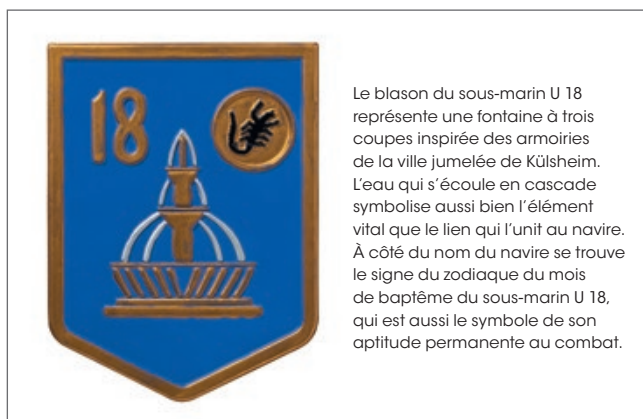 18
Le blason du sous-marin U 18
représente une fontaine à trois
coupes inspirée des armoiries
de la ville jumelée de Külsheim.
L’eau qui s’écoule en cascade
symbolise aussi bien l’élément
vital que le lien qui l’unit au navire.
À côté du nom du navire se trouve
le signe du zodiaque du mois
de baptême du sous-marin U 18,
qui est aussi le symbole de son
aptitude permanente au combat.